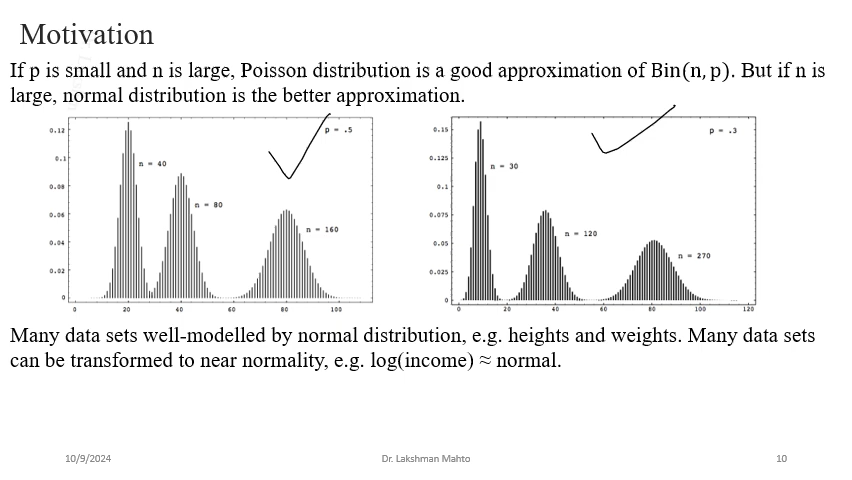 Motivation
If p is small and n is large, Poisson distribution is a good approximation of Bin(n, p). But if n is
large, normal distribution is the better approximation.
0.12
0.1
0.08
0.06
0.04
0.02
0
0 20 40 60 80 100
n = 40
n = 80
n = 160
p = .5
0.15
0.125
0.1
0.075
0.05
0.025
0
0 20 40 60 80 100 120
n = 30
n = 120
n = 270
p = .3
Many data sets well-modelled by normal distribution, e.g. heights and weights. Many data sets
can be transformed to near normality, e.g. log(income) ≈ normal.
10/9/2024 Dr. Lakshman Mahto 10